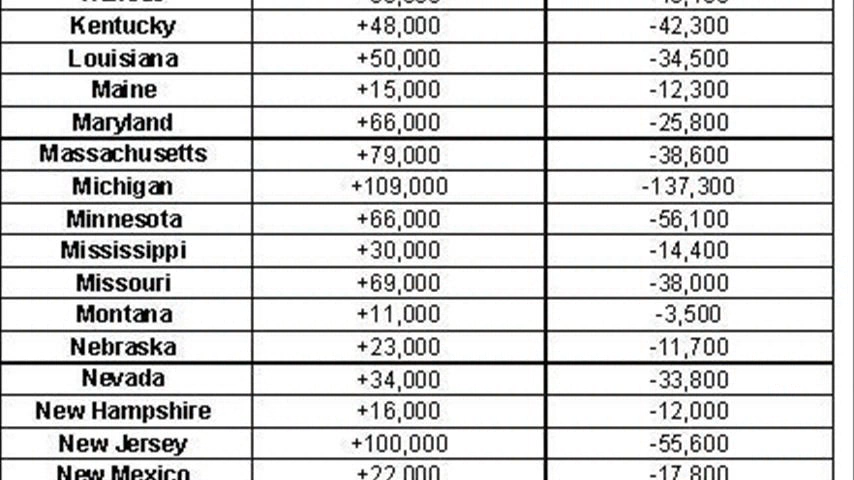 Kentucky +48,000 -42,300
Louisiana +50,000 -34,500
Maine +15,000 -12,300
Maryland +66,000 -25,800
Massachusetts +79,000 -38,600
Michigan +109,000 -137,300
Minnesota +66,000 -56,100
Mississippi +30,000 -14,400
Missouri +69,000 -38,000
Montana +11,000 -3,500
Nebraska +23,000 -11,700
Nevada +34,000 -33,800
New Hampshire +16,000 -12,000
New Jersey +100,000 -55,600
New Mexico +22,000 -17,800